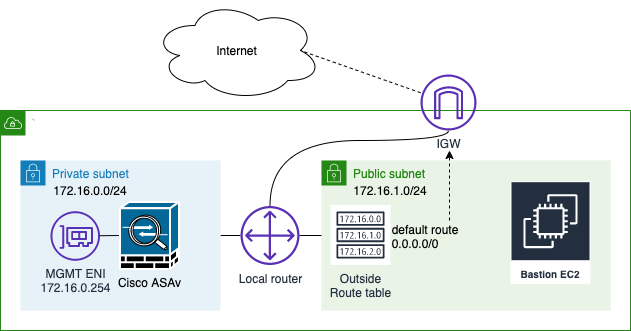 Internet
IGW
Private subnet
172.16.0.0/24
MGMT ENI
172.16.0.254
Cisco ASAv
Local router
Public subnet
172.16.1.0/24
172.16.0.0
172.16.1.0
172.16.2.0
default route
0.0.0.0/0
Outside
Route table
Bastion EC2